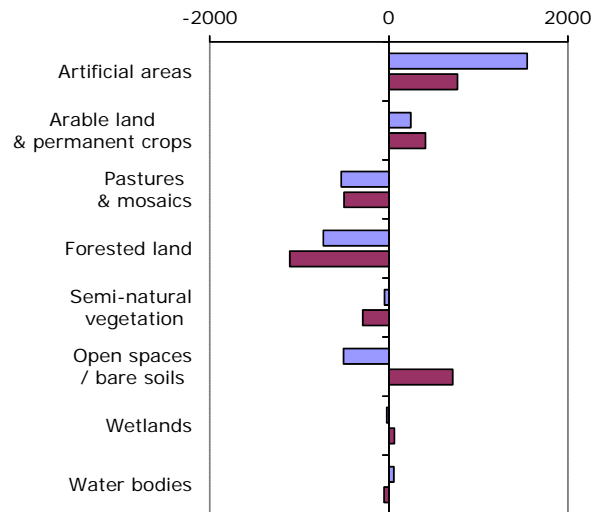 -2000 0 2000
Artificial areas
Arable land
& permanent crops
Pastures
& mosaics
Forested land
Semi-natural
vegetation
Open spaces
/ bare soils
Wetlands
Water bodies